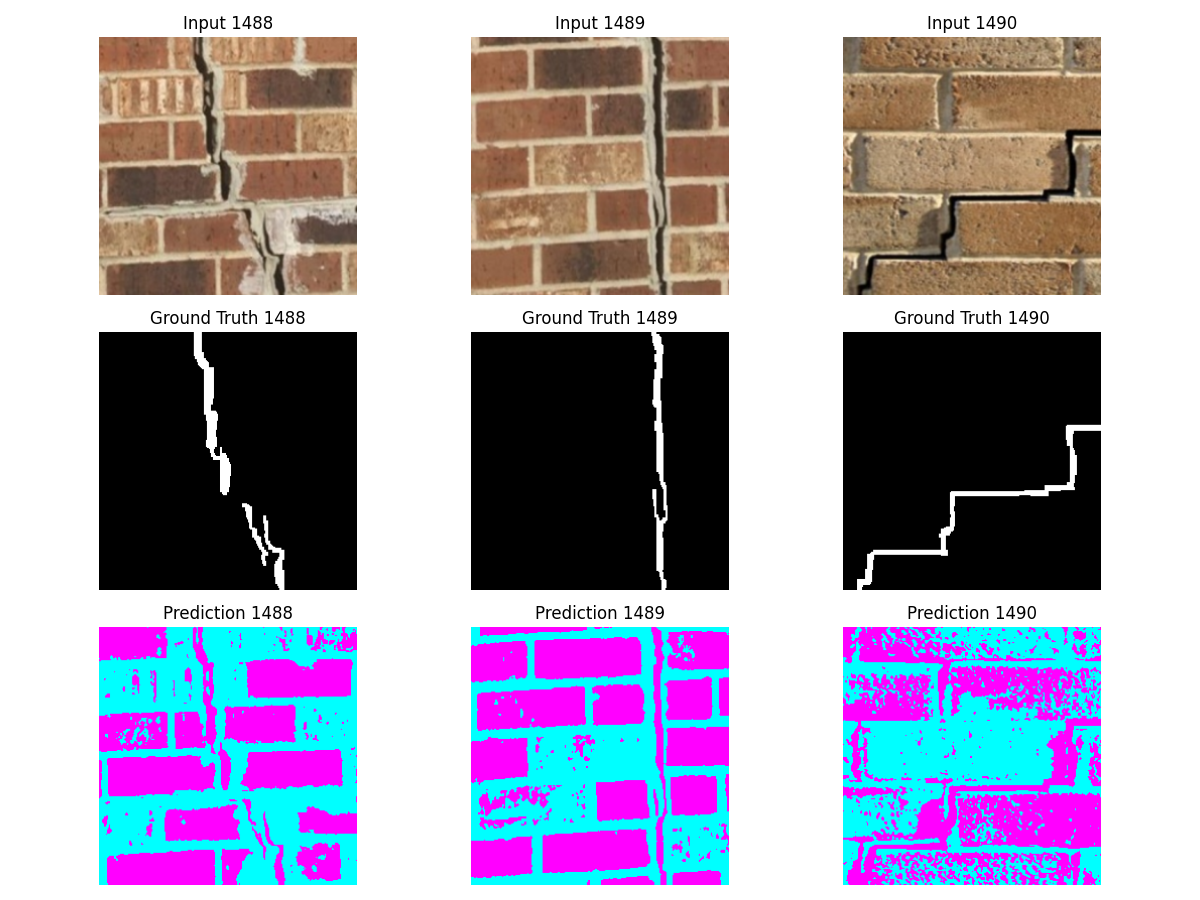 Input 1488
Input 1489
Input 1490
Ground Truth 1488
Ground Truth 1489
Ground Truth 1490
Prediction 1488
Prediction 1489
Prediction 1490